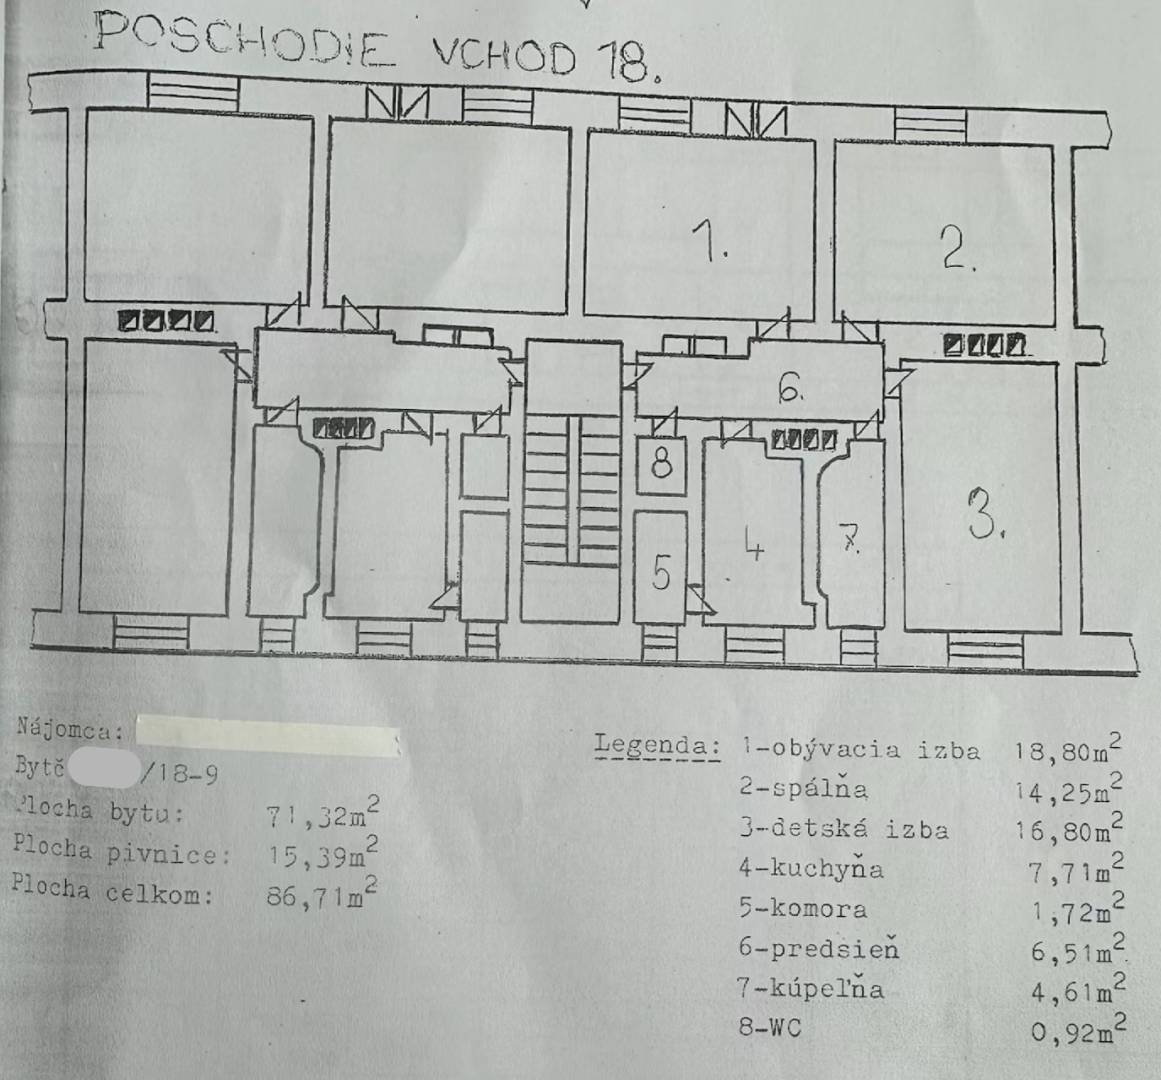 POSCHODIE VCHOD 18.
1.
2.
6.
8
3.
4
7.
5
Nájomca:
Bytč /18-9
Plocha bytu: 71,32m²
Plocha pivnice: 15,39m²
Plocha celkom: 86,71m²
Legenda: 1-obývacia izba 18,80m²
2-spálňa 14,25m²
3-detská izba 16,80m²
4-kuchyňa 7,71m²
5-komora 1,72m²
6-predsieň 6,51m²
7-kúpeľňa 4,61m²
8-WC 0,92m²